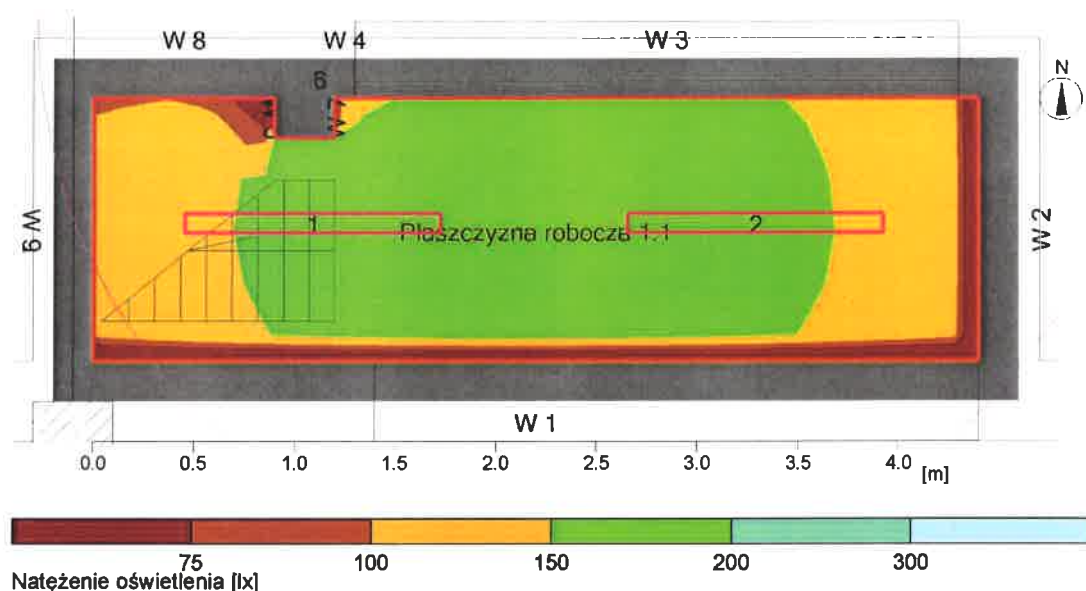 W 8 W 4 W 3
6
N
W 9
W 2
1 Płaszczyzna robocza 1.1 2
W 1
0.0 0.5 1.0 1.5 2.0 2.5 3.0 3.5 4.0 [m]
75 100 150 200 300
Natężenie oświetlenia [lx]